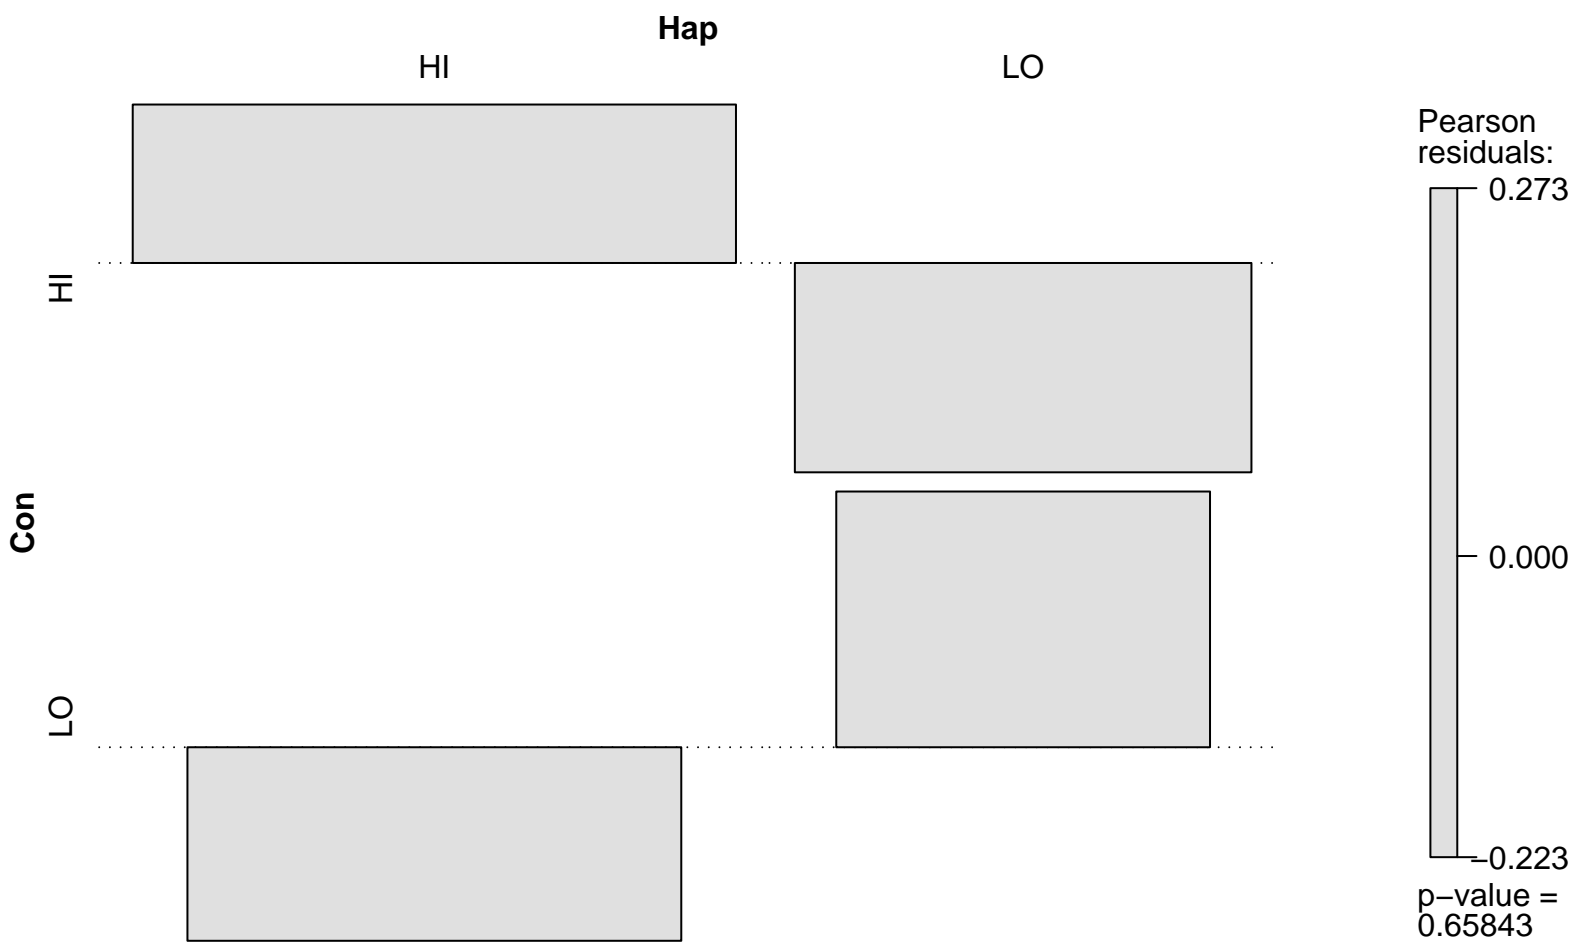 Hap
HI
LO
Pearson
residuals:
0.273
HI
Con
0.000
LO
−0.223
p−value =
0.65843